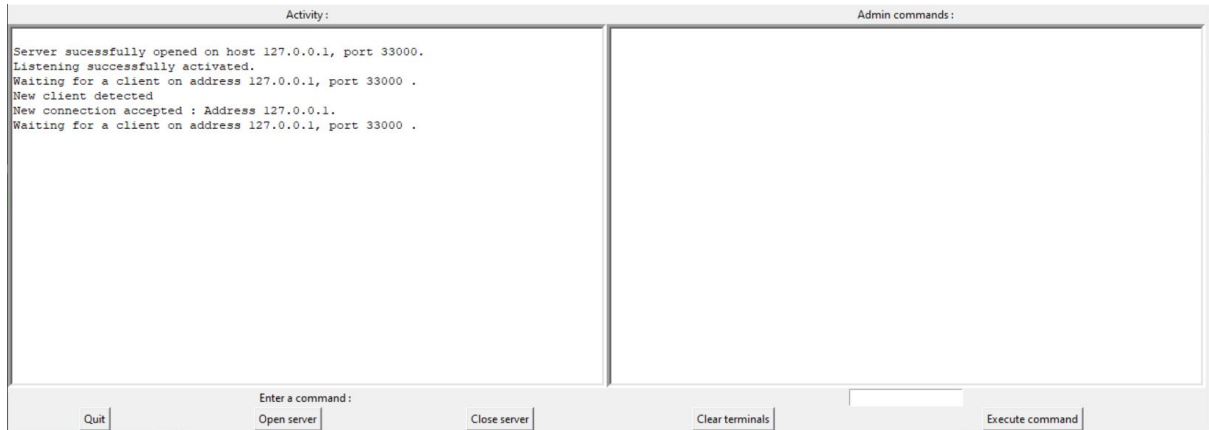 Activity :
Admin commands :
Server sucessfully opened on host 127.0.0.1, port 33000.
Listening successfully activated.
Waiting for a client on address 127.0.0.1, port 33000 .
New client detected
New connection accepted : Address 127.0.0.1.
Waiting for a client on address 127.0.0.1, port 33000 .
Enter a command :
Quit
Open server
Close server
Clear terminals
Execute command